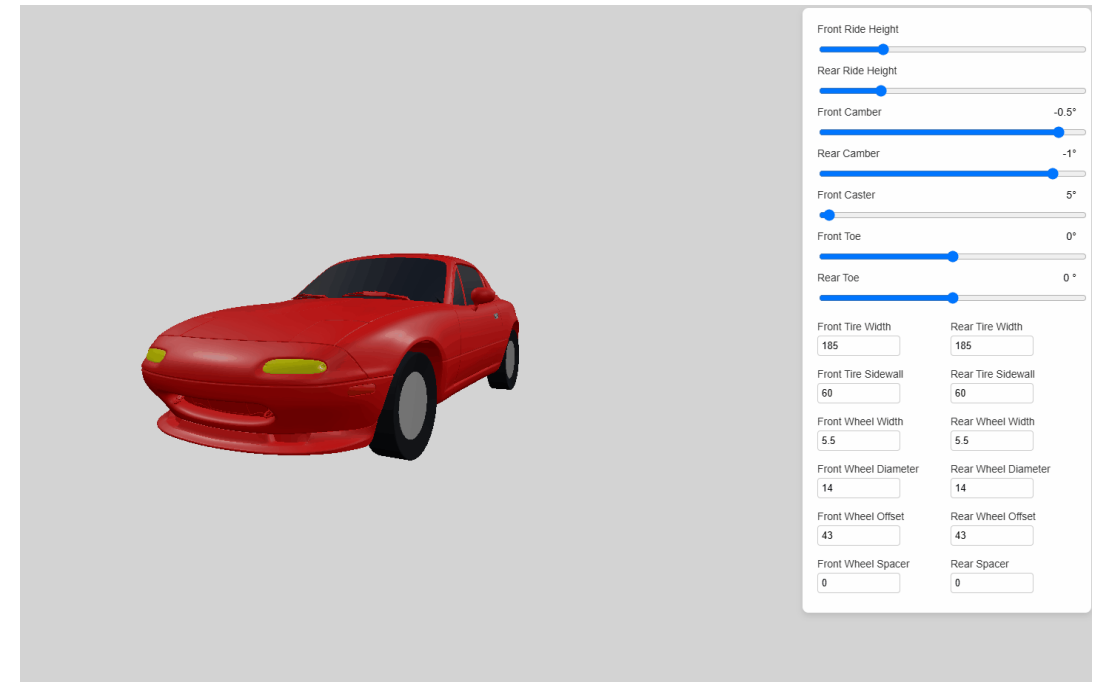 Front Ride Height
Rear Ride Height
Front Camber -0.5°
Rear Camber -1°
Front Caster 5°
Front Toe 0°
Rear Toe 0 °
Front Tire Width Rear Tire Width
185 185
Front Tire Sidewall Rear Tire Sidewall
60 60
Front Wheel Width Rear Wheel Width
5.5 5.5
Front Wheel Diameter Rear Wheel Diameter
14 14
Front Wheel Offset Rear Wheel Offset
43 43
Front Wheel Spacer Rear Spacer
0 0